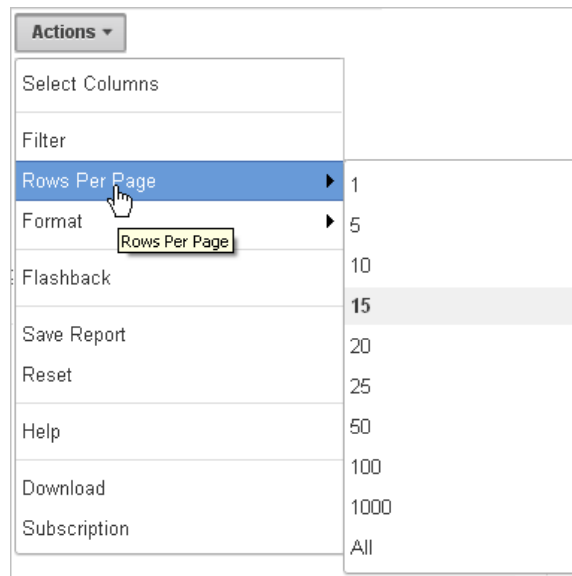 Actions
Select Columns
Filter
Rows Per Page
Format
Rows Per Page
Flashback
Save Report
Reset
Help
Download
Subscription
1
5
10
15
20
25
50
100
1000
All